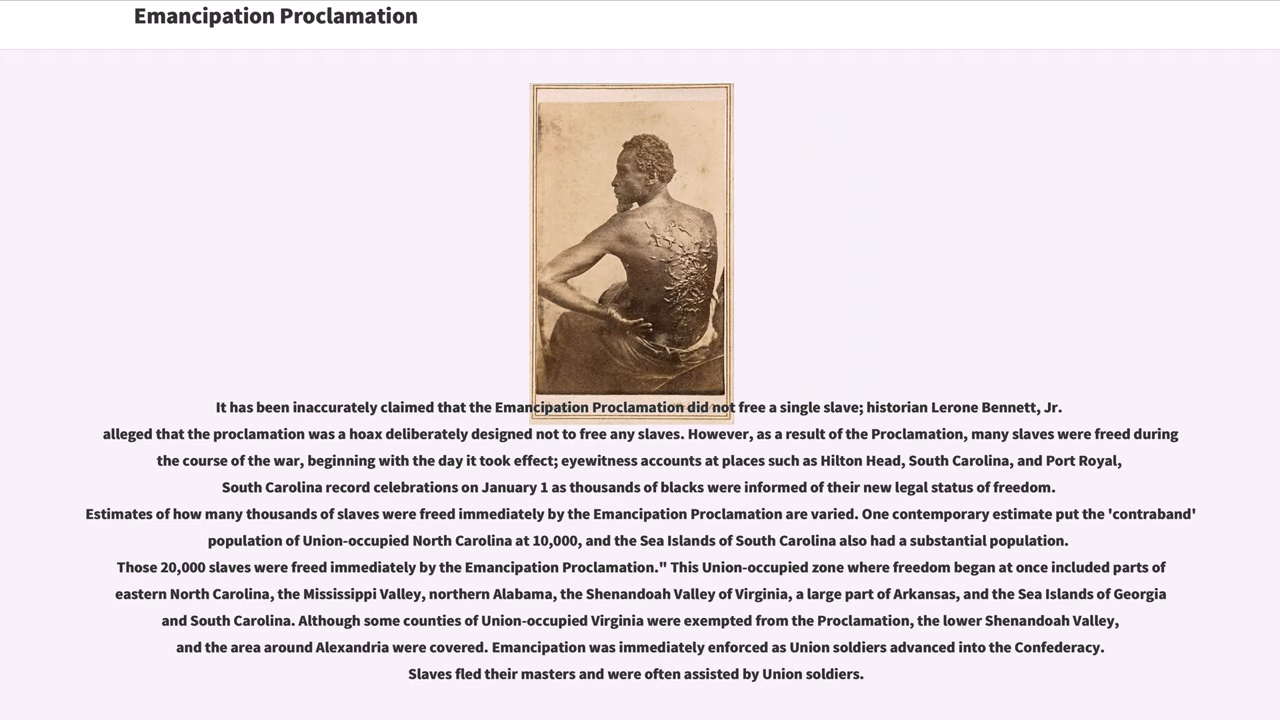 Emancipation Proclamation
It has been inaccurately claimed that the Emancipation Proclamation did not free a single slave; historian Lerone Bennett, Jr.
alleged that the proclamation was a hoax deliberately designed not to free any slaves. However, as a result of the Proclamation, many slaves were freed during
the course of the war, beginning with the day it took effect; eyewitness accounts at places such as Hilton Head, South Carolina, and Port Royal,
South Carolina record celebrations on January 1 as thousands of blacks were informed of their new legal status of freedom.
Estimates of how many thousands of slaves were freed immediately by the Emancipation Proclamation are varied. One contemporary estimate put the 'contraband'
population of Union-occupied North Carolina at 10,000, and the Sea Islands of South Carolina also had a substantial population.
Those 20,000 slaves were freed immediately by the Emancipation Proclamation." This Union-occupied zone where freedom began at once included parts of
eastern North Carolina, the Mississippi Valley, northern Alabama, the Shenandoah Valley of Virginia, a large part of Arkansas, and the Sea Islands of Georgia
and South Carolina. Although some counties of Union-occupied Virginia were exempted from the Proclamation, the lower Shenandoah Valley,
and the area around Alexandria were covered. Emancipation was immediately enforced as Union soldiers advanced into the Confederacy.
Slaves fled their masters and were often assisted by Union soldiers.